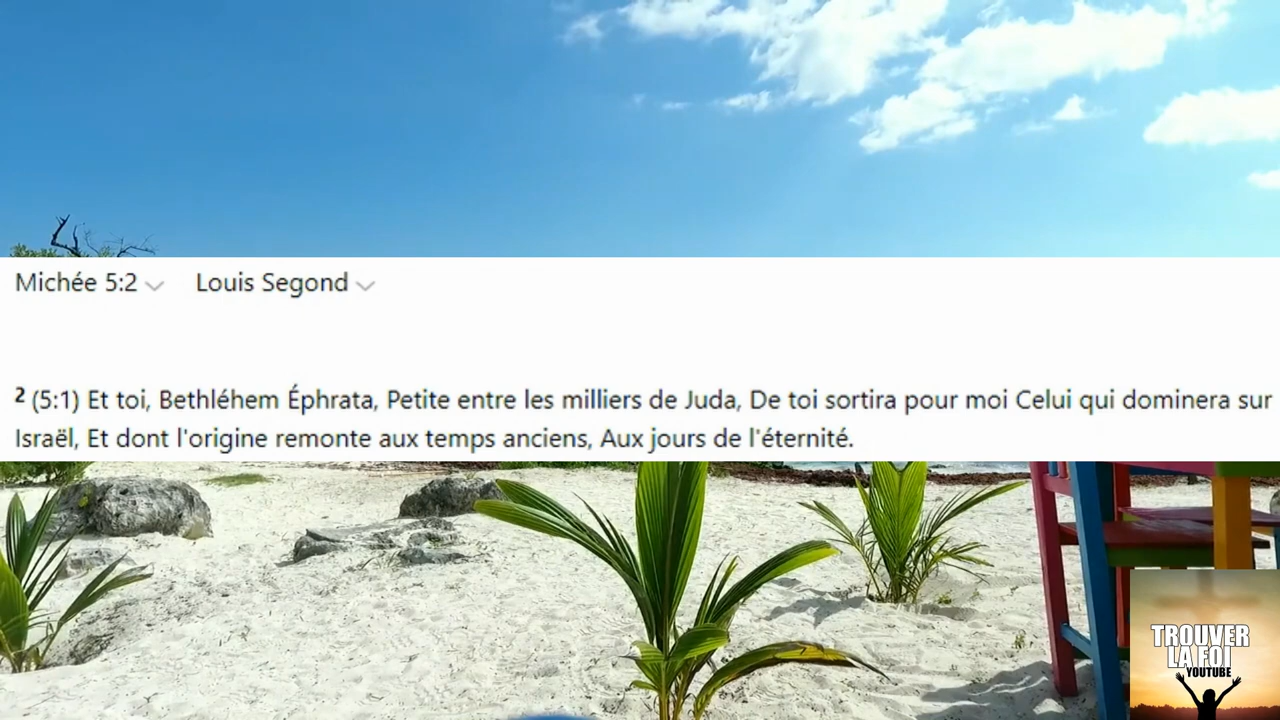 Michée 5:2 Louis Segond
2 (5:1) Et toi, Bethléhem Éphrata, Petite entre les milliers de Juda, De toi sortira pour moi Celui qui dominera sur
Israël, Et dont l'origine remonte aux temps anciens, Aux jours de l'éternité.
TROUVER
LA FOI
YOUTUBE